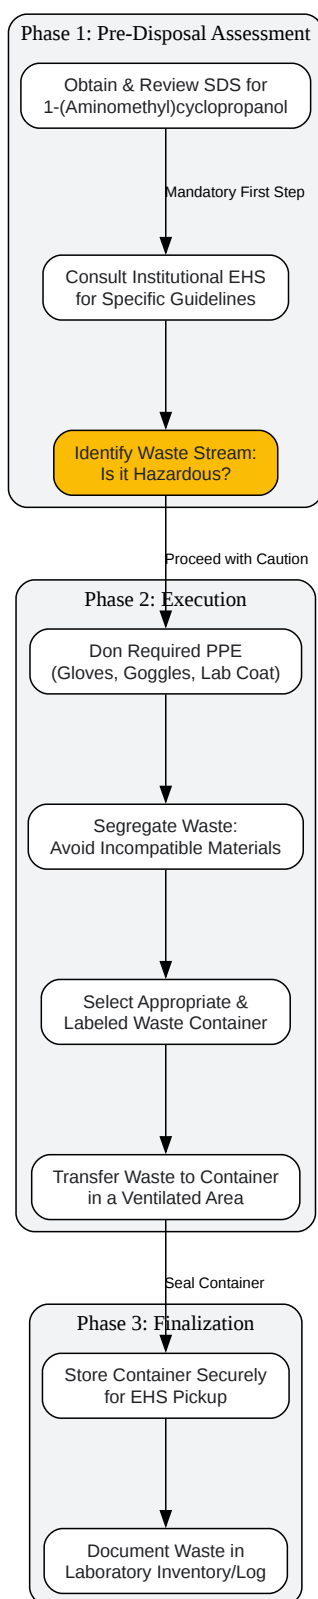 Phase 1: Pre-Disposal Assessment
Obtain & Review SDS for
1-(Aminomethyl)cyclopropanol
Mandatory First Step
Consult Institutional EHS
for Specific Guidelines
Identify Waste Stream:
Is it Hazardous?
Proceed with Caution
Phase 2: Execution
Don Required PPE
(Gloves, Goggles, Lab Coat)
Segregate Waste:
Avoid Incompatible Materials
Select Appropriate &
Labeled Waste Container
Transfer Waste to Container
in a Ventilated Area
Seal Container
Phase 3: Finalization
Store Container Securely
for EHS Pickup
Document Waste in
Laboratory Inventory/Log